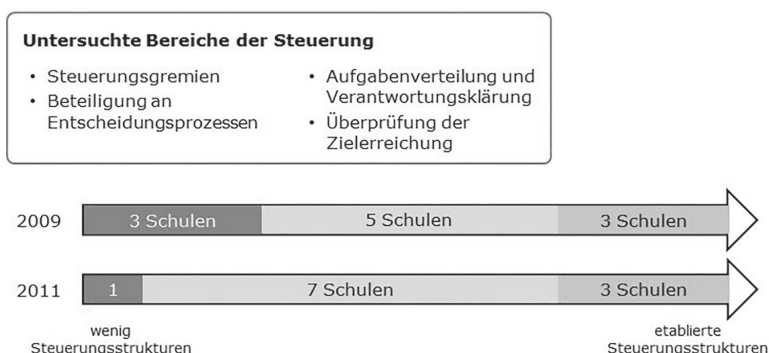 Untersuchte Bereiche der Steuerung
• Steuerungsgremien
• Beteiligung an
Entscheidungsprozessen
• Aufgabenverteilung und
Verantwortungsklärung
• Überprüfung der
Zielerreichung
2009 3 Schulen 5 Schulen 3 Schulen
2011 1 7 Schulen 3 Schulen
wenig
Steuerungsstrukturen
etablierte
Steuerungsstrukturen